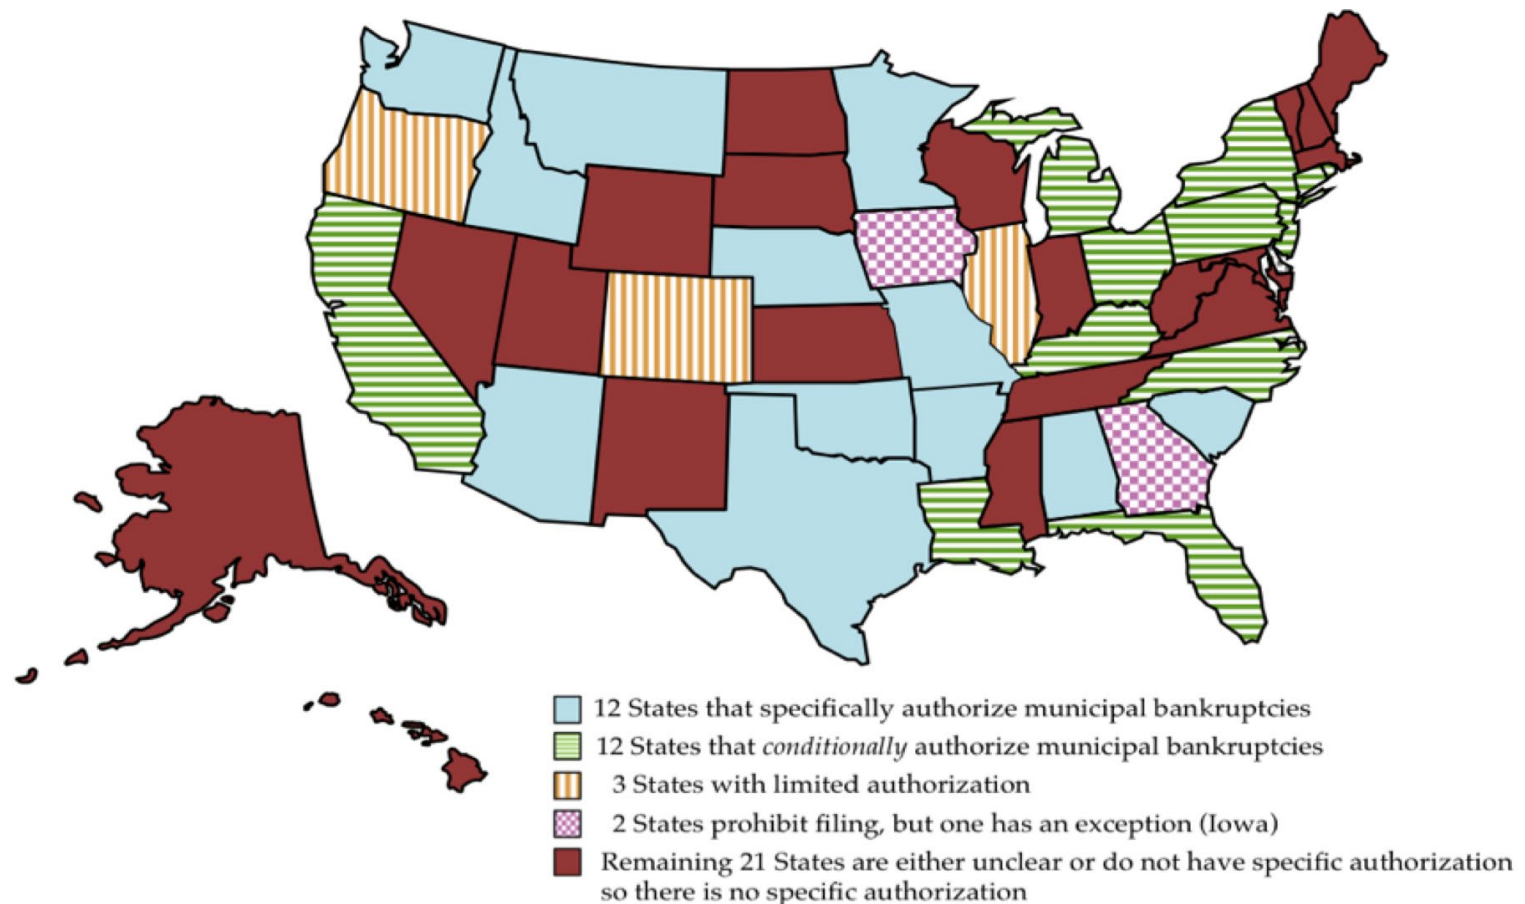 12 States that specifically authorize municipal bankruptcies
12 States that conditionally authorize municipal bankruptcies
3 States with limited authorization
2 States prohibit filing, but one has an exception (Iowa)
Remaining 21 States are either unclear or do not have specific authorization
so there is no specific authorization